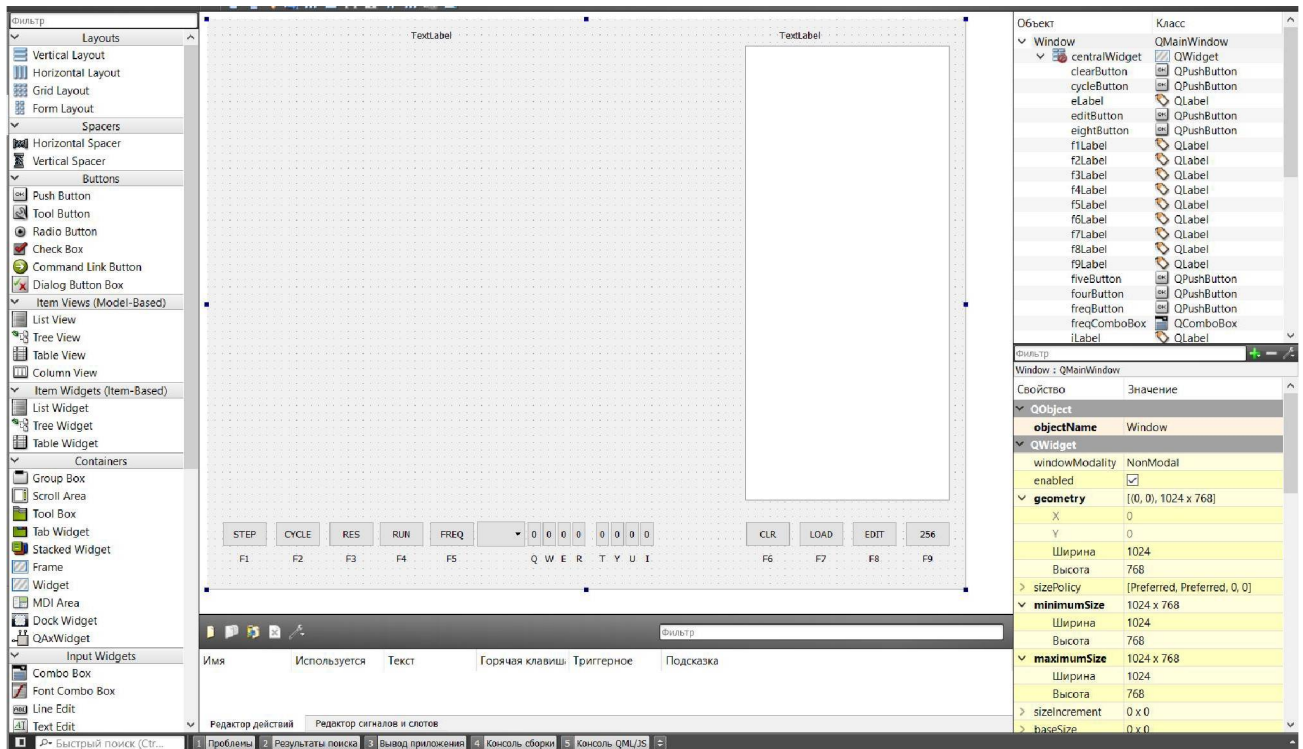 Фильтр
Layouts
Vertical Layout
Horizontal Layout
Grid Layout
Form Layout
Spacers
Horizontal Spacer
Vertical Spacer
Buttons
Push Button
Tool Button
Radio Button
Check Box
Command Link Button
Dialog Button Box
Item Views (Model-Based)
List View
Tree View
Table View
Column View
Item Widgets (Item-Based)
List Widget
Tree Widget
Table Widget
Containers
Group Box
Scroll Area
Tool Box
Tab Widget
Stacked Widget
Frame
Widget
MDI Area
Dock Widget
QAxWidget
Input Widgets
Combo Box
Font Combo Box
Line Edit
Text Edit
TextLabel TextLabel
STEP CYCLE RES RUN FREQ 0 0 0 0 0 0 0 0 CLR LOAD EDIT 256
F1 F2 F3 F4 F5 Q W E R T Y U I F6 F7 F8 F9
Фильтр
Имя Используется Текст Горячая клавиш Триггерное Подсказка
Редактор действий Редактор сигналов и слотов
Объект Класс
Window QMainWindow
centralWidget QWidget
clearButton QPushButton
cycleButton QPushButton
eLabel QLabel
editButton QPushButton
eightButton QPushButton
f1Label QLabel
f2Label QLabel
f3Label QLabel
f4Label QLabel
f5Label QLabel
f6Label QLabel
f7Label QLabel
f8Label QLabel
f9Label QLabel
fiveButton QPushButton
fourButton QPushButton
freqButton QPushButton
freqComboBox QComboBox
iLabel QLabel
Фильтр
Window : QMainWindow
Свойство Значение
QObject
objectName Window
QWidget
windowModality NonModal
enabled
geometry [(0, 0), 1024 x 768]
X 0
Y 0
Ширина 1024
Высота 768
sizePolicy [Preferred, Preferred, 0, 0]
minimumSize 1024 x 768
Ширина 1024
Высота 768
maximumSize 1024 x 768
Ширина 1024
Высота 768
sizeIncrement 0 x 0
baseSize 0 x 0
Быстрый поиск (Ctr... 1 Проблемы 2 Результаты поиска 3 Вывод приложения 4 Консоль сборки 5 Консоль QML/JS